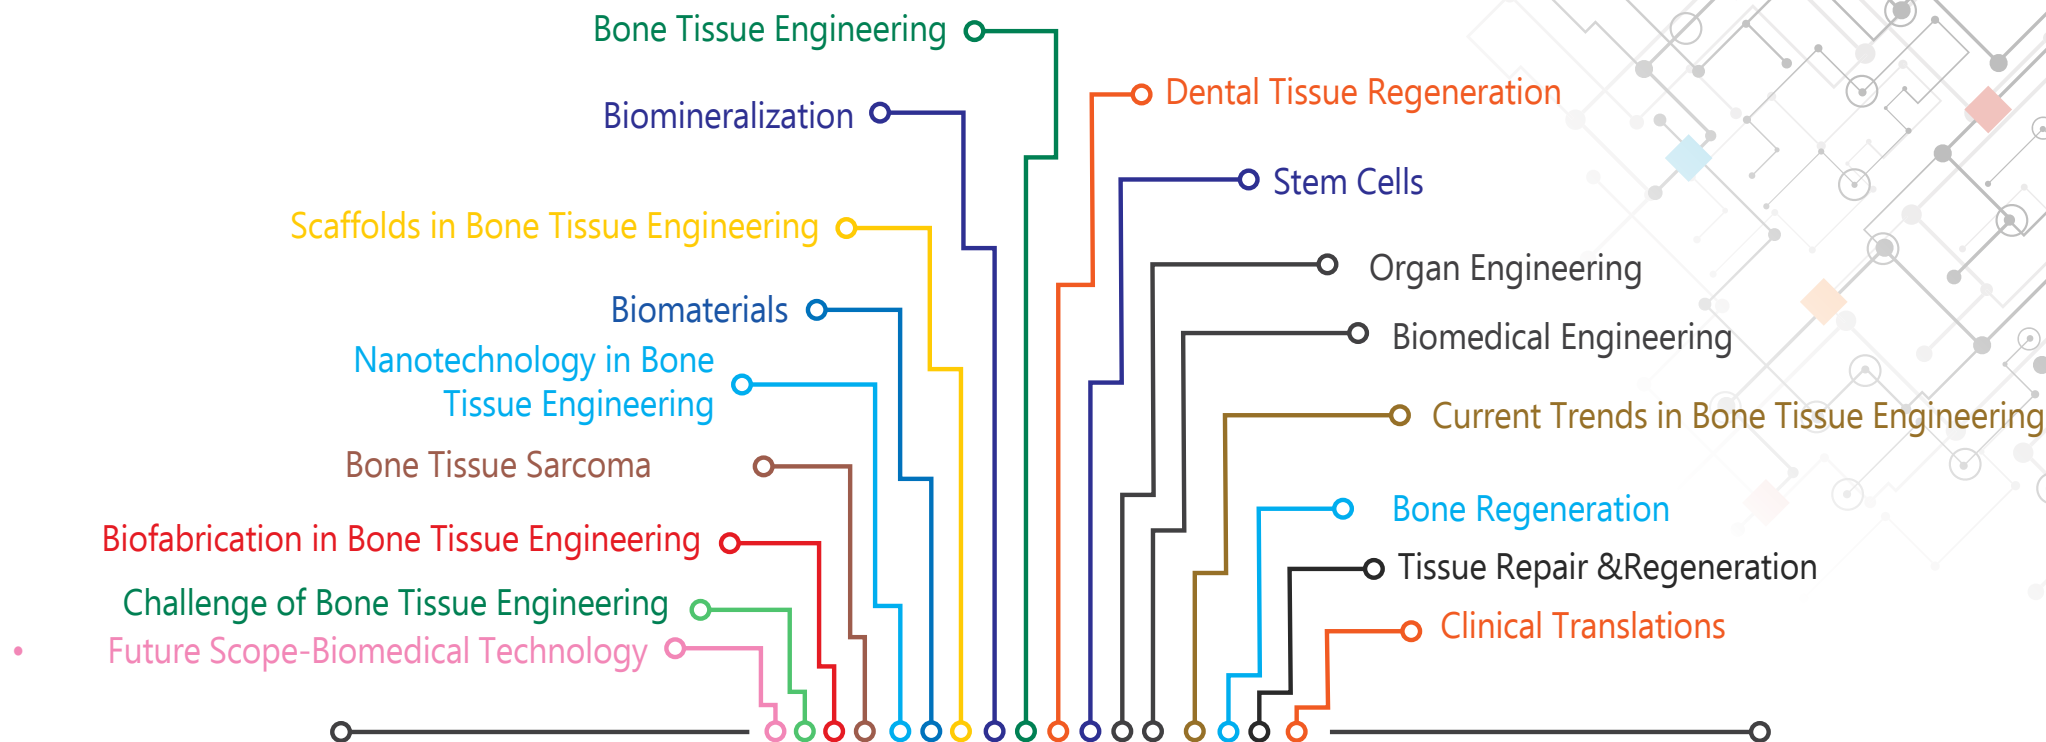 Bone Tissue Engineering
Biomineralization
Scaffolds in Bone Tissue Engineering
Biomaterials
Nanotechnology in Bone
Tissue Engineering
Bone Tissue Sarcoma
Biofabrication in Bone Tissue Engineering
Challenge of Bone Tissue Engineering
• Future Scope-Biomedical Technology
Dental Tissue Regeneration
Stem Cells
Organ Engineering
Biomedical Engineering
Current Trends in Bone Tissue Engineering
Bone Regeneration
Tissue Repair &Regeneration
Clinical Translations